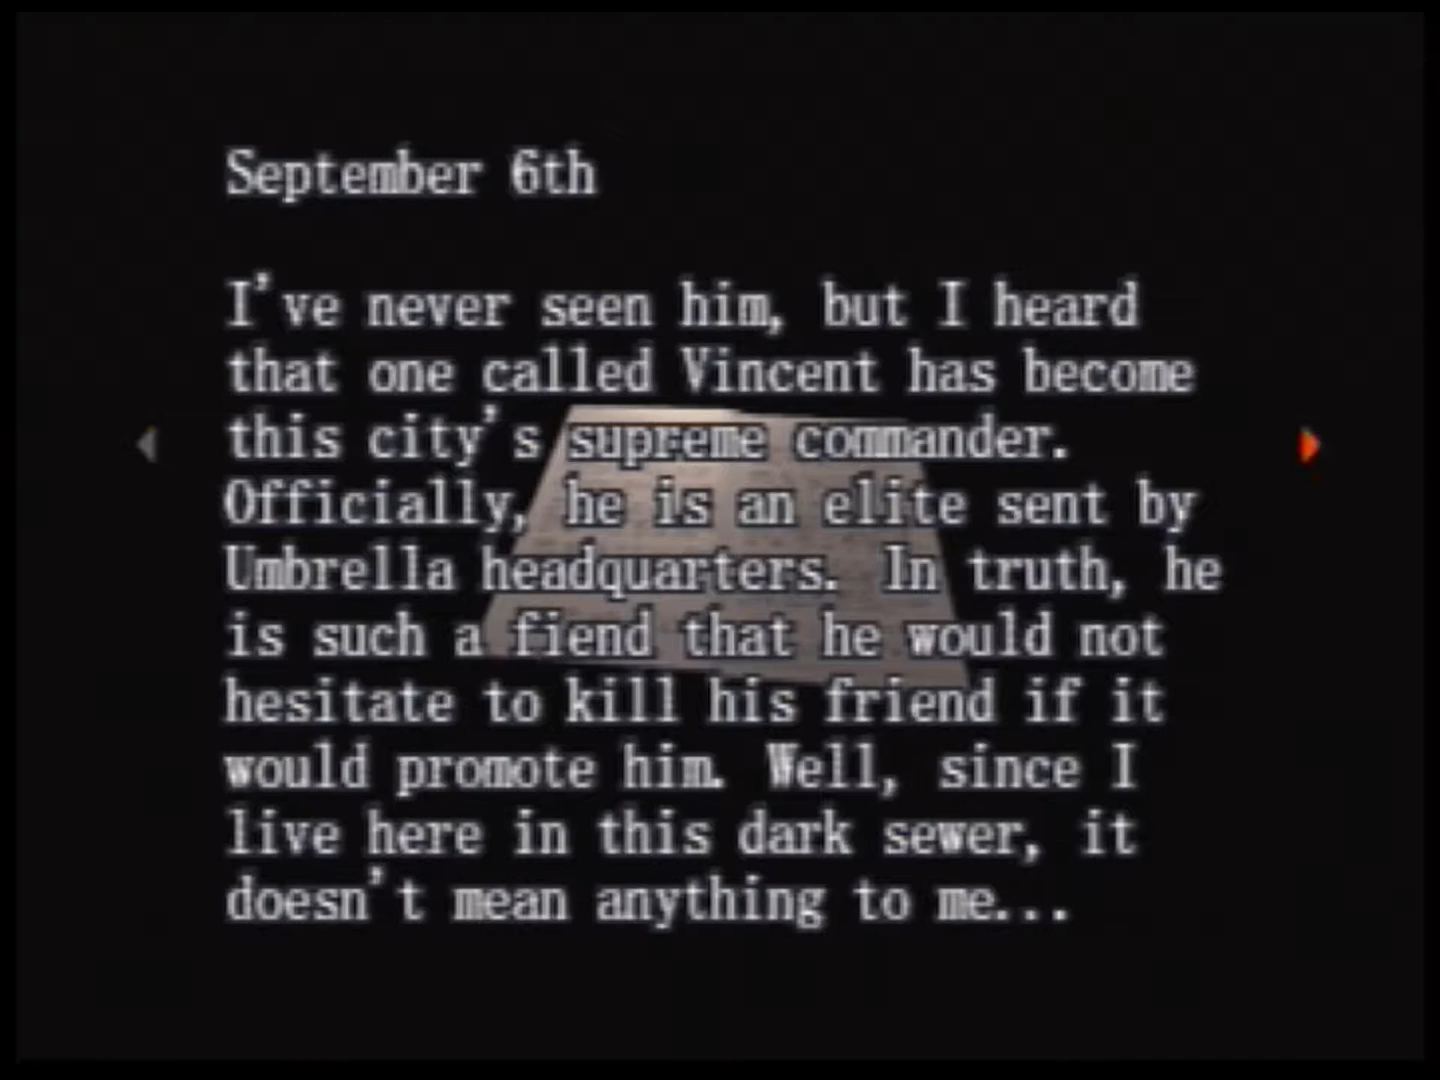 September 6th
I've never seen him, but I heard
that one called Vincent has become
this city's supreme commander.
Officially, he is an elite sent by
Umbrella headquarters. In truth, he
is such a fiend that he would not
hesitate to kill his friend if it
would promote him. Well, since I
live here in this dark sewer, it
doesn't mean anything to me...